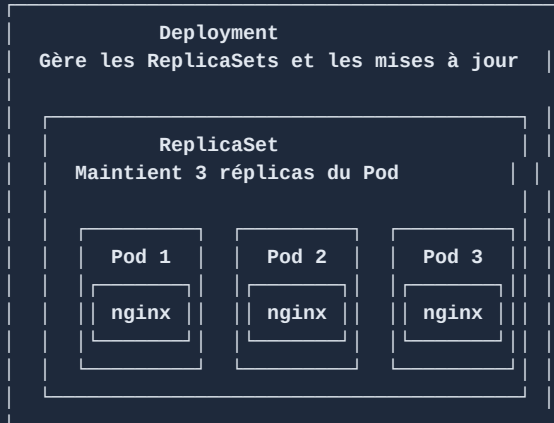 Deployment
Gère les ReplicaSets et les mises à jour
ReplicaSet
Maintient 3 réplicas du Pod
Pod 1 Pod 2 Pod 3
nginx nginx nginx